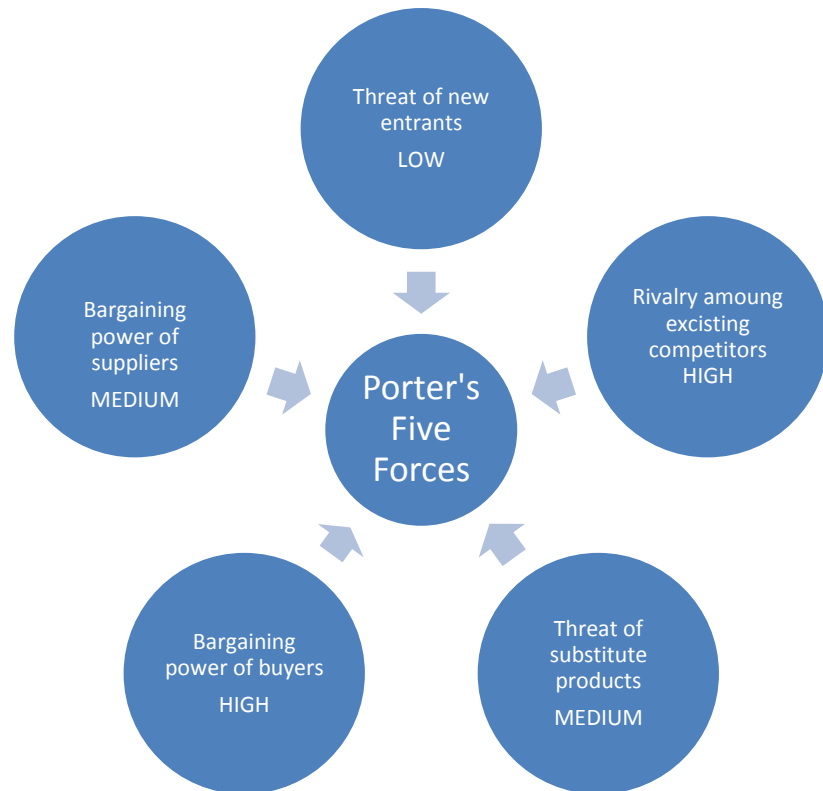 Threat of new
entrants
LOW
Bargaining
power of
suppliers
MEDIUM
Rivalry amoung
excisting
competitors
HIGH
Porter's
Five
Forces
Bargaining
power of buyers
HIGH
Threat of
substitute
products
MEDIUM